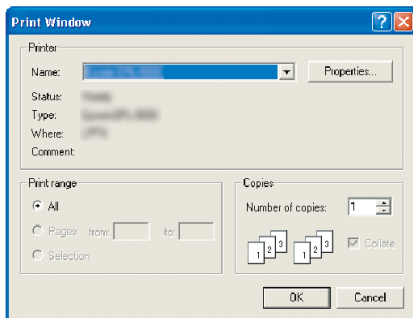 Print Window
Printer
Name:
Properties...
Status:
Type:
Where:
Comment
Print range
All
Pages from: to:
Selection
Copies
Number of copies: 1
1 2 3 1 2 3
Collate
OK Cancel